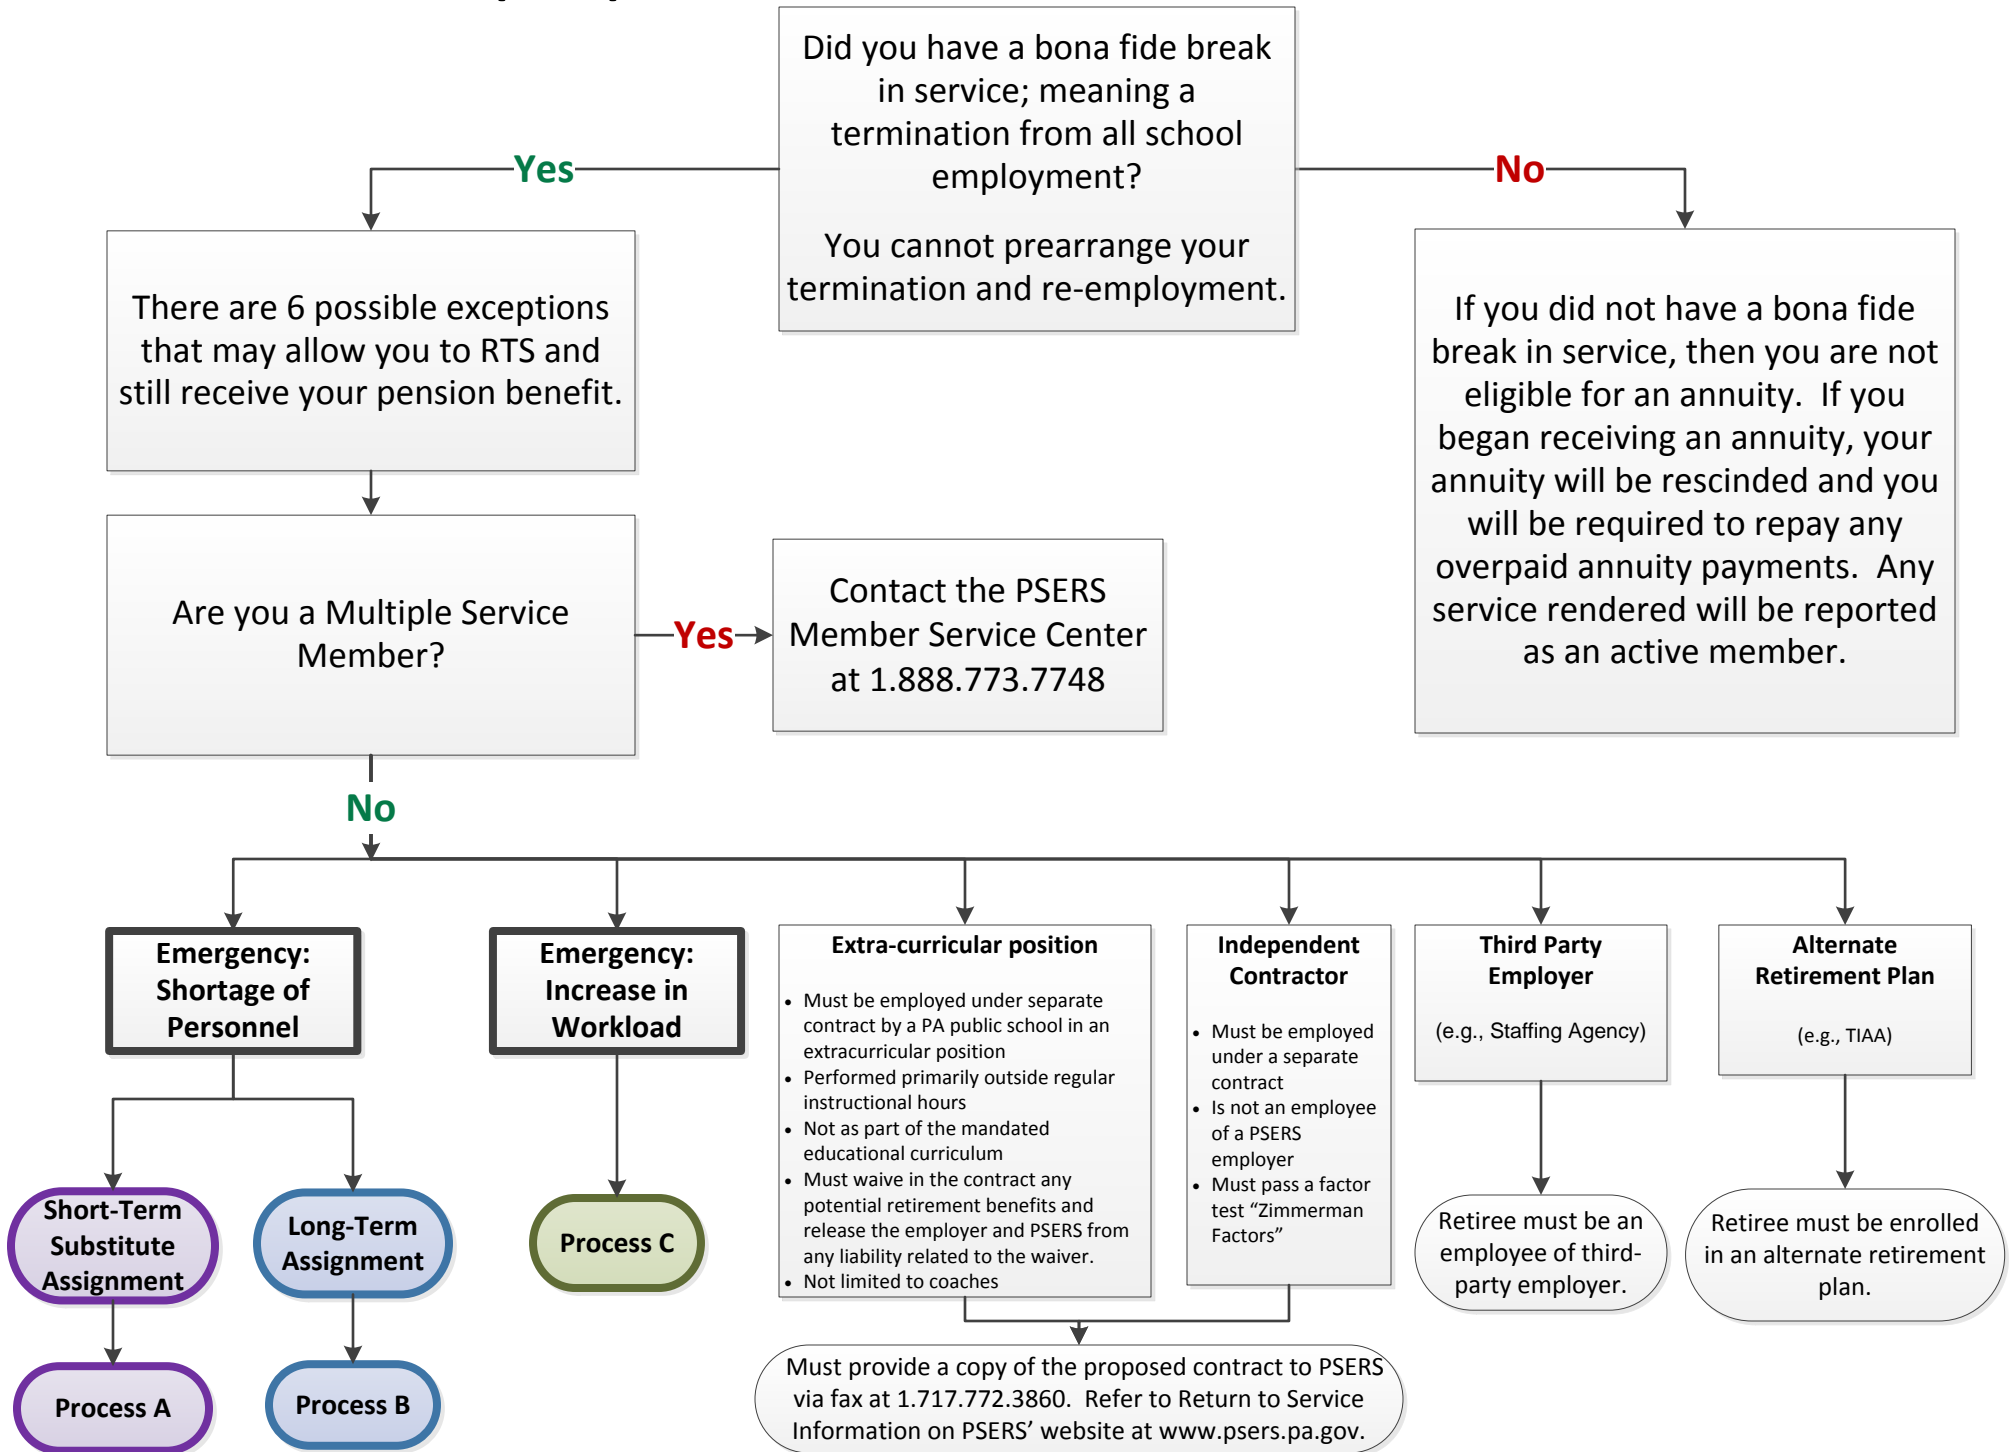 Did you have a bona fide break
in service; meaning a
termination from all school
employment?
You cannot prearrange your
termination and re-employment.
Yes
No
There are 6 possible exceptions
that may allow you to RTS and
still receive your pension benefit.
If you did not have a bona fide
break in service, then you are not
eligible for an annuity.  If you
began receiving an annuity, your
annuity will be rescinded and you
will be required to repay any
overpaid annuity payments.  Any
service rendered will be reported
as an active member.
Are you a Multiple Service
Member?
Yes
Contact the PSERS
Member Service Center
at 1.888.773.7748
No
Emergency:
Shortage of
Personnel
Emergency:
Increase in
Workload
Extra-curricular position
• Must be employed under separate
contract by a PA public school in an
extracurricular position
• Performed primarily outside regular
instructional hours
• Not as part of the mandated
educational curriculum
• Must waive in the contract any
potential retirement benefits and
release the employer and PSERS from
any liability related to the waiver.
• Not limited to coaches
Independent
Contractor
• Must be employed
under a separate
contract
• Is not an employee
of a PSERS
employer
• Must pass a factor
test “Zimmerman
Factors”
Third Party
Employer
(e.g., Staffing Agency)
Alternate
Retirement Plan
(e.g., TIAA)
Short-Term
Substitute
Assignment
Long-Term
Assignment
Process C
Retiree must be an
employee of third-
party employer.
Retiree must be enrolled
in an alternate retirement
plan.
Process A
Process B
Must provide a copy of the proposed contract to PSERS
via fax at 1.717.772.3860.  Refer to Return to Service
Information on PSERS’ website at www.psers.pa.gov.